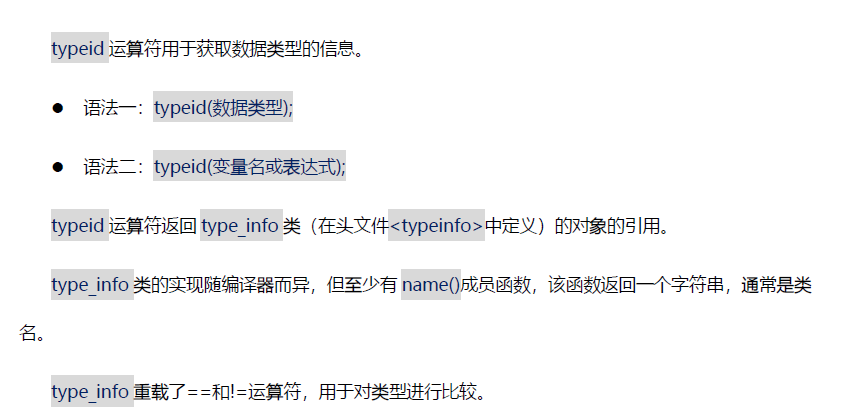 typeid 运算符用于获取数据类型的信息。
● 语法一：typeid(数据类型);
● 语法二：typeid(变量名或表达式);
typeid 运算符返回 type_info 类（在头文件<typeinfo>中定义）的对象的引用。
type_info 类的实现随编译器而异，但至少有 name()成员函数，该函数返回一个字符串，通常是类
名。
type_info 重载了==和!=运算符，用于对类型进行比较。